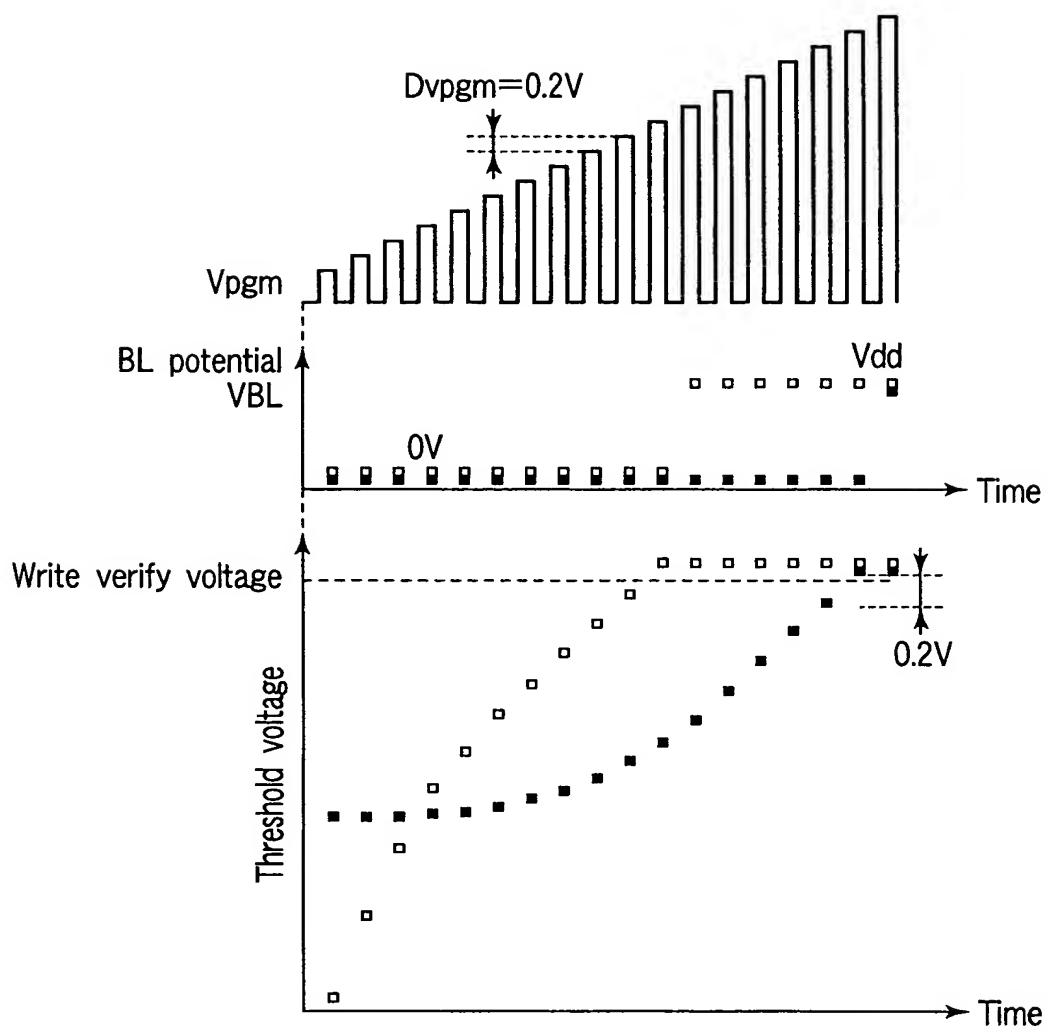 Dvpgm=0.2V
Vpgm
BL potential
VBL
Vdd
0V
Time
Write verify voltage
0.2V
Threshold voltage
Time